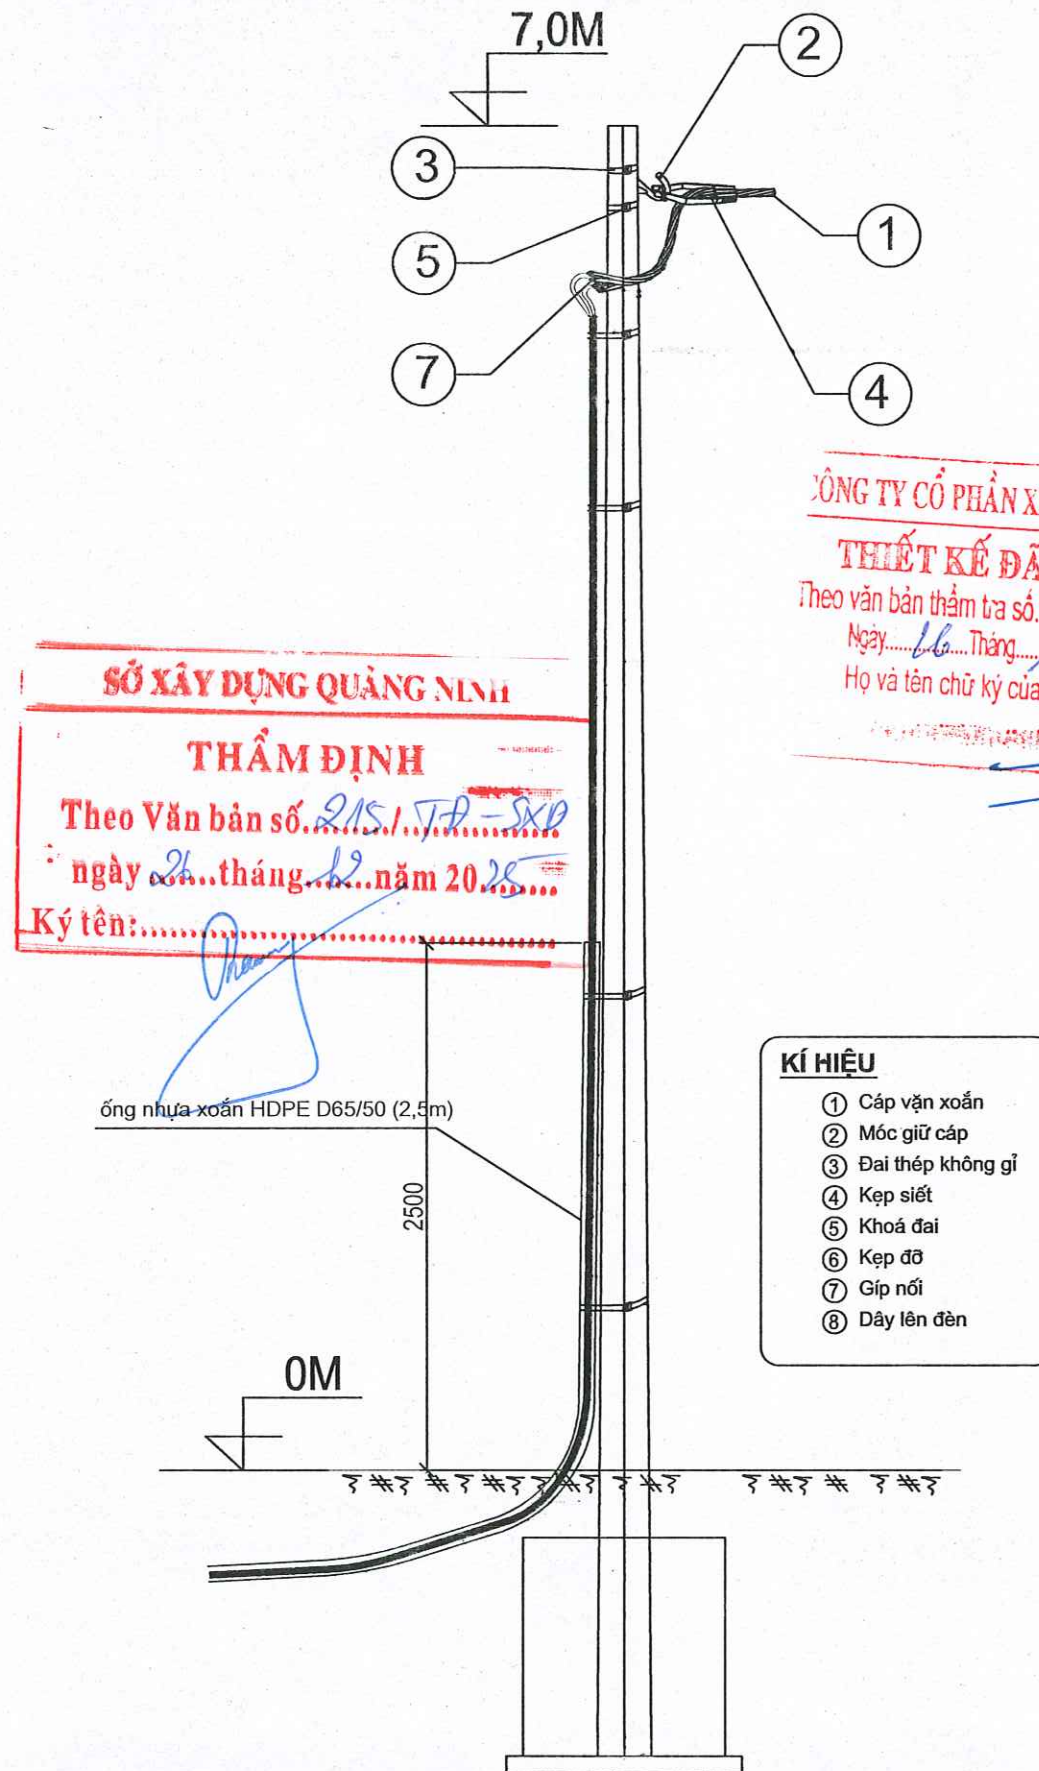 7,0M
2
3
1
5
7
4
CÔNG TY CỔ PHẦN X
THIẾT KẾ ĐÃ
Theo văn bản thẩm tra số.
Ngày......16....Tháng.....
Họ và tên chữ ký của
SỞ XÂY DỰNG QUẢNG NINH
THẨM ĐỊNH
Theo Văn bản số..215../..TĐ-SXD
ngày..26...tháng..12..năm 20.25
Ký tên:
ống nhựa xoắn HDPE D65/50 (2,5m)
2500
0M
KÍ HIỆU
1 Cáp vặn xoắn
2 Móc giữ cáp
3 Đai thép không gỉ
4 Kẹp siết
5 Khoá đai
6 Kẹp đỡ
7 Gíp nối
8 Dây lên đèn